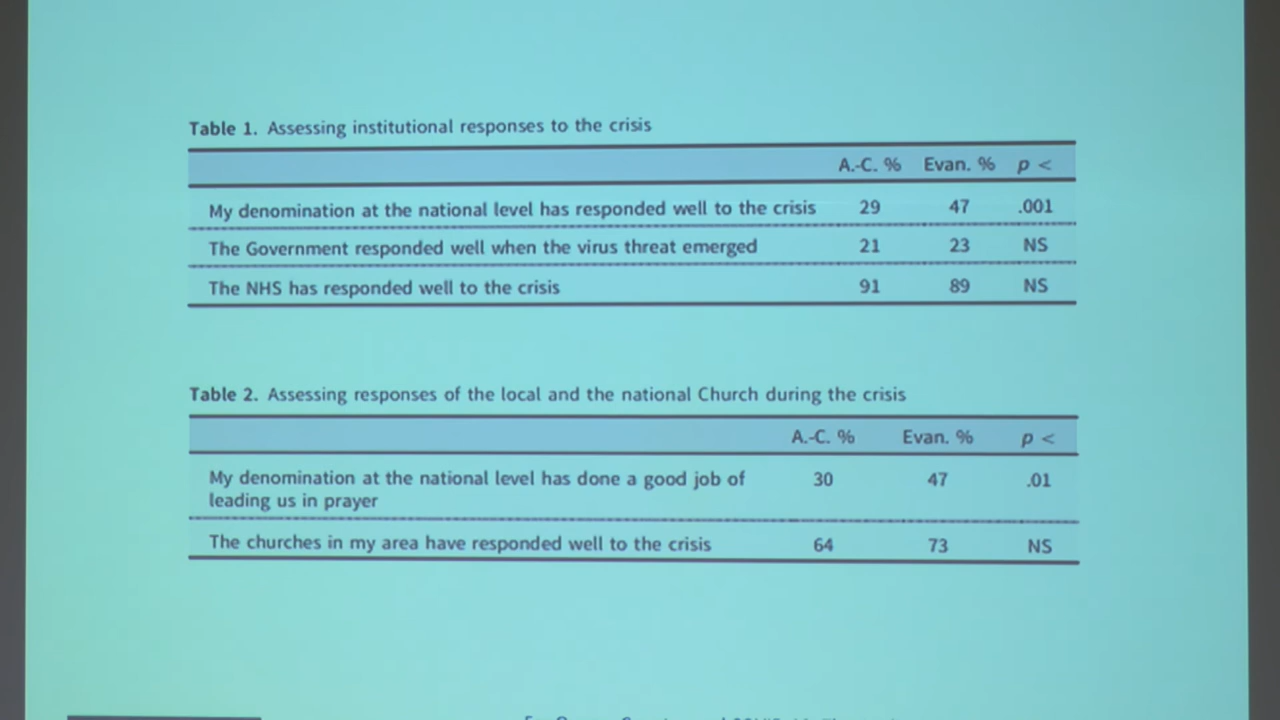 Table 1. Assessing institutional responses to the crisis
A.-C. % Evan. % p <
My denomination at the national level has responded well to the crisis 29 47 .001
The Government responded well when the virus threat emerged 21 23 NS
The NHS has responded well to the crisis 91 89 NS
Table 2. Assessing responses of the local and the national Church during the crisis
A.-C. % Evan. % p <
My denomination at the national level has done a good job of 30 47 .01
leading us in prayer
The churches in my area have responded well to the crisis 64 73 NS